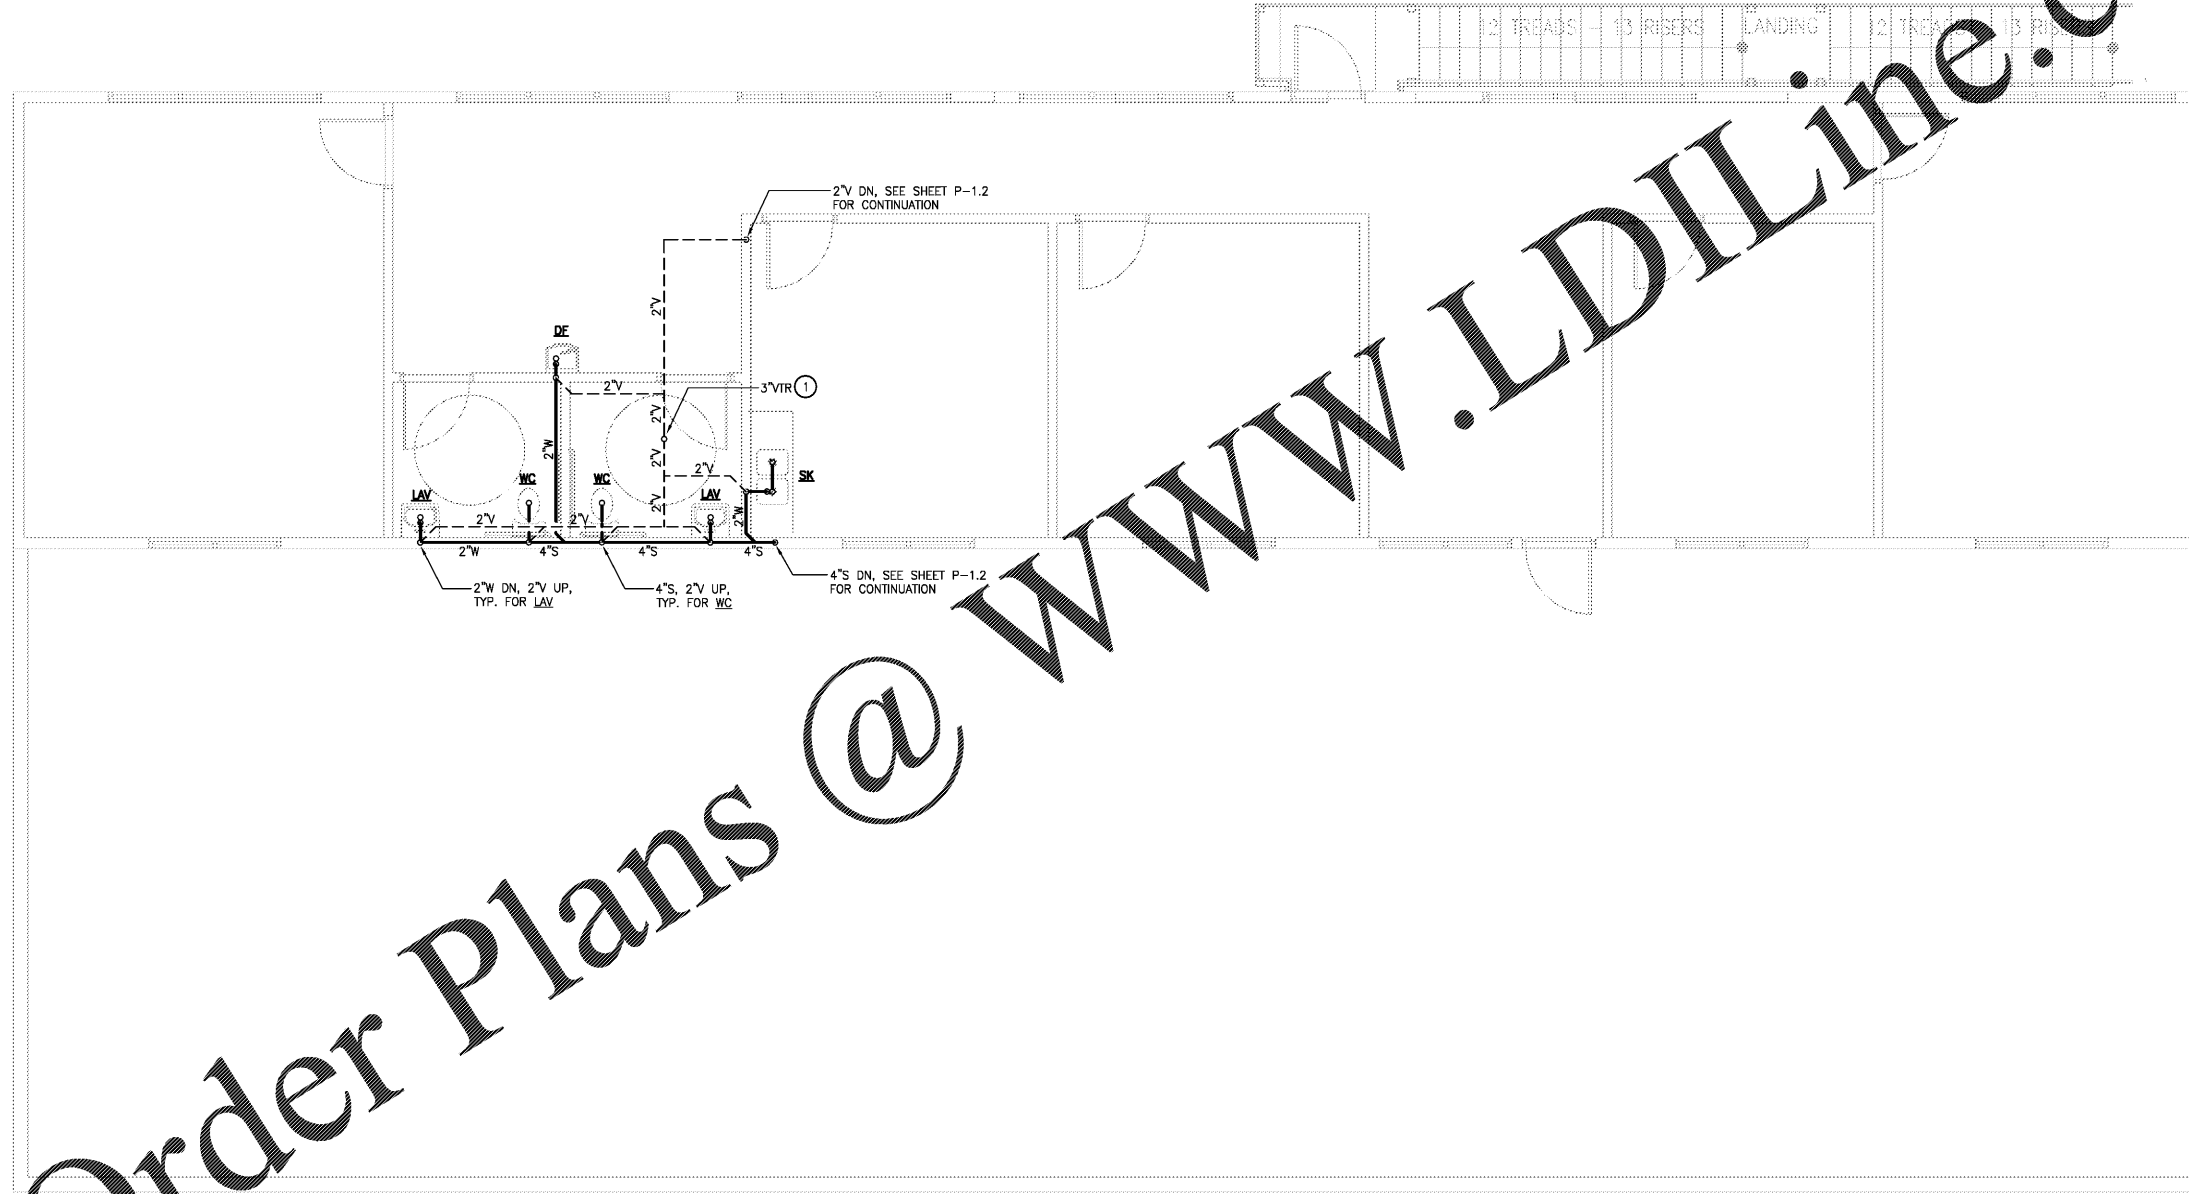 12 TREADS - 13 RISERS LANDING 12 TREADS 13
2"V DN, SEE SHEET P-1.2
FOR CONTINUATION
2"V
DF
2"V
3"VTR 1
2"V
2"W
2"V
2"V
SK
WC
WC
LAV
LAV
2"V
2"V
2"V
2"W
2"W
4"S
4"S
4"S
4"S DN, SEE SHEET P-1.2
FOR CONTINUATION
2"W DN, 2"V UP,
TYP. FOR LAV
4"S, 2"V UP,
TYP. FOR WC
Order Plans @ WWW.LDILine.c